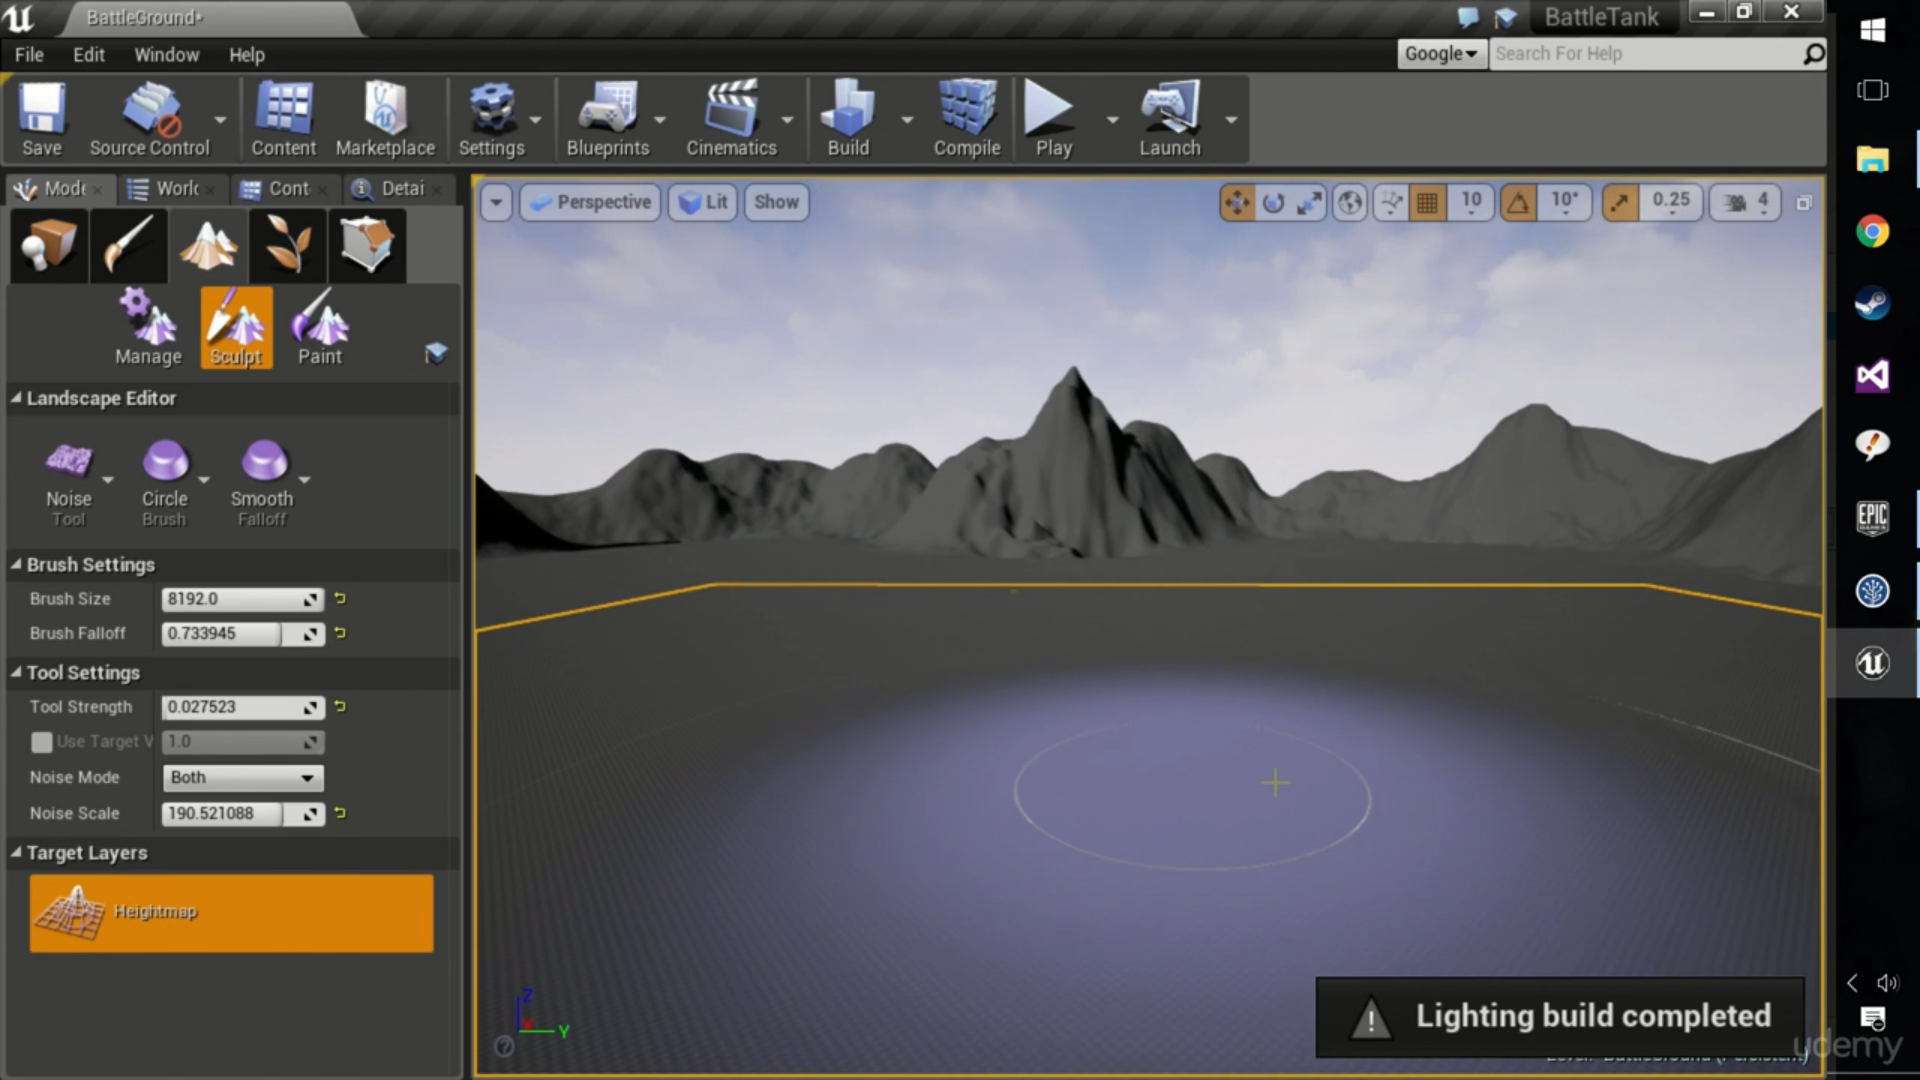 BattleGround*
BattleTank
File Edit Window Help
Google
Search For Help
Save
Source Control
Content
Marketplace
Settings
Blueprints
Cinematics
Build
Compile
Play
Launch
Mode
Worl
Cont
Detai
Perspective
Lit
Show
10
10°
0.25
4
Manage
Sculpt
Paint
Landscape Editor
Noise
Tool
Circle
Brush
Smooth
Falloff
Brush Settings
Brush Size 8192.0
Brush Falloff 0.733945
Tool Settings
Tool Strength 0.027523
Use Target V 1.0
Noise Mode Both
Noise Scale 190.521088
Target Layers
Heightmap
Z
X
Y
Lighting build completed
EPIC
GAMES
udemy